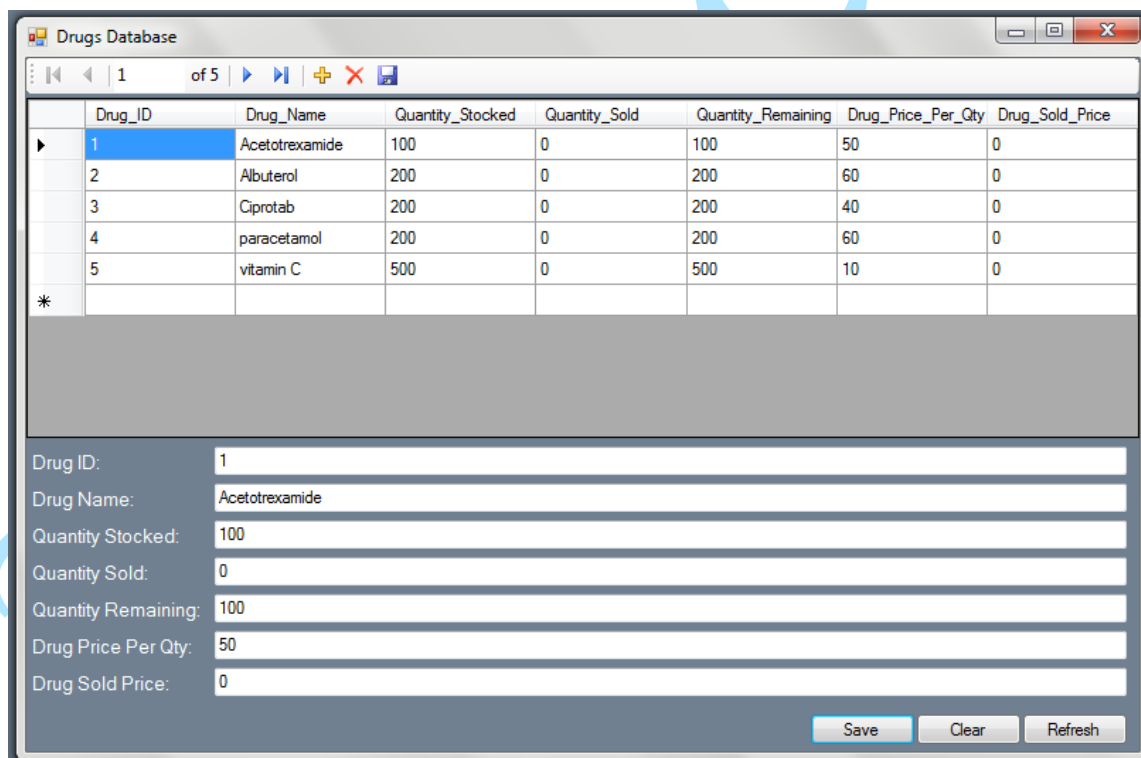 Drugs Database
1 of 5
Drug_ID Drug_Name Quantity_Stocked Quantity_Sold Quantity_Remaining Drug_Price_Per_Qty Drug_Sold_Price
1 Acetotrexamide 100 0 100 50 0
2 Albuterol 200 0 200 60 0
3 Ciprotab 200 0 200 40 0
4 paracetamol 200 0 200 60 0
5 vitamin C 500 0 500 10 0
Drug ID: 1
Drug Name: Acetotrexamide
Quantity Stocked: 100
Quantity Sold: 0
Quantity Remaining: 100
Drug Price Per Qty: 50
Drug Sold Price: 0
Save Clear Refresh